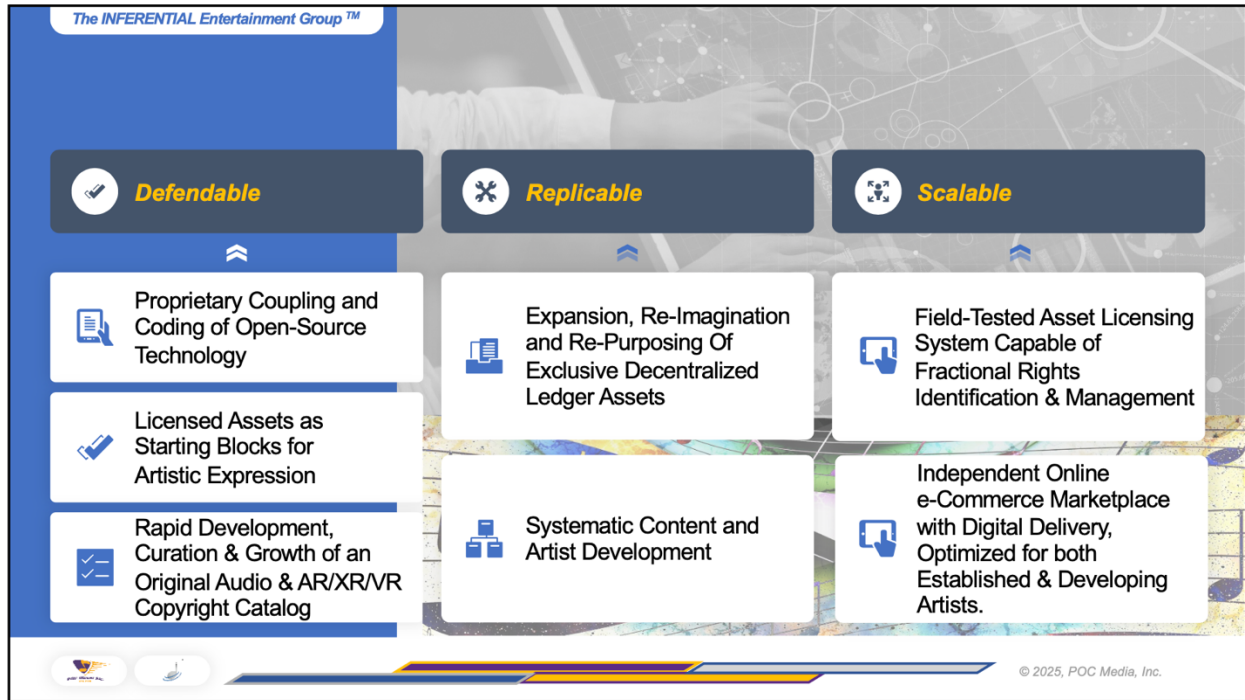 The INFERENTIAL Entertainment Group ™
Defendable
Proprietary Coupling and
Coding of Open-Source
Technology
Licensed Assets as
Starting Blocks for
Artistic Expression
Rapid Development,
Curation & Growth of an
Original Audio & AR/XR/VR
Copyright Catalog
Replicable
Expansion, Re-Imagination
and Re-Purposing Of
Exclusive Decentralized
Ledger Assets
Systematic Content and
Artist Development
Scalable
Field-Tested Asset Licensing
System Capable of
Fractional Rights
Identification & Management
Independent Online
e-Commerce Marketplace
with Digital Delivery,
Optimized for both
Established & Developing
Artists.
© 2025, POC Media, Inc.